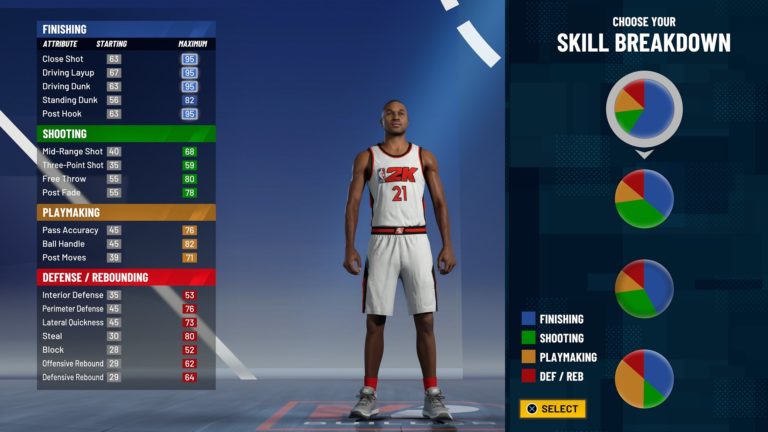 FINISHING
ATTRIBUTE STARTING MAXIMUM
Close Shot 63 95
Driving Layup 67 95
Driving Dunk 63 95
Standing Dunk 56 82
Post Hook 63 95
SHOOTING
Mid-Range Shot 40 68
Three-Point Shot 35 59
Free Throw 55 80
Post Fade 55 78
PLAYMAKING
Pass Accuracy 45 76
Ball Handle 45 82
Post Moves 39 71
DEFENSE / REBOUNDING
Interior Defense 35 53
Perimeter Defense 45 76
Lateral Quickness 45 73
Steal 30 80
Block 28 52
Offensive Rebound 29 62
Defensive Rebound 29 64
2K
21
CHOOSE YOUR
SKILL BREAKDOWN
FINISHING
SHOOTING
PLAYMAKING
DEF / REB
SELECT